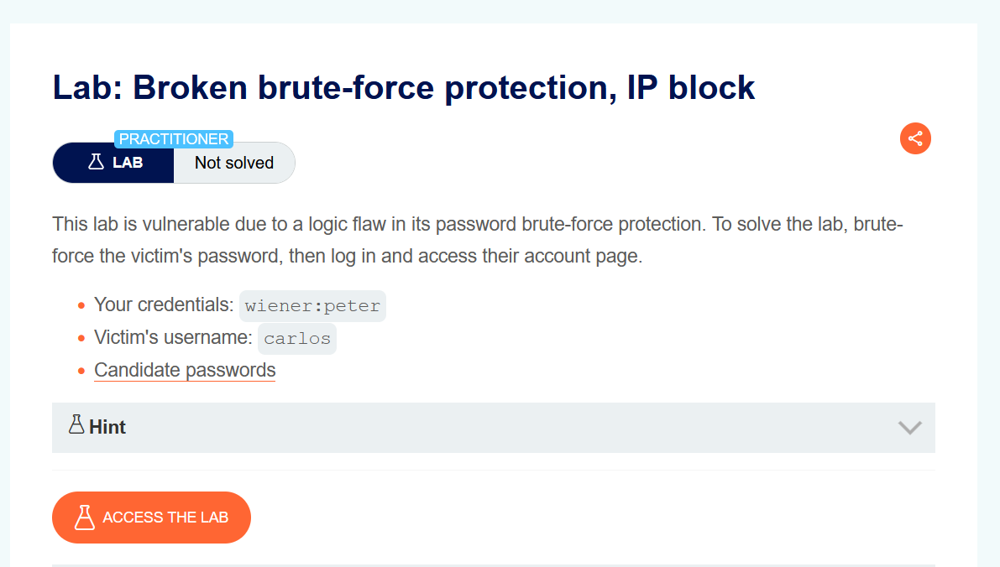 Lab: Broken brute-force protection, IP block
PRACTITIONER
LAB
Not solved
This lab is vulnerable due to a logic flaw in its password brute-force protection. To solve the lab, brute-
force the victim's password, then log in and access their account page.
Your credentials: wiener:peter
Victim's username: carlos
Candidate passwords
Hint
ACCESS THE LAB